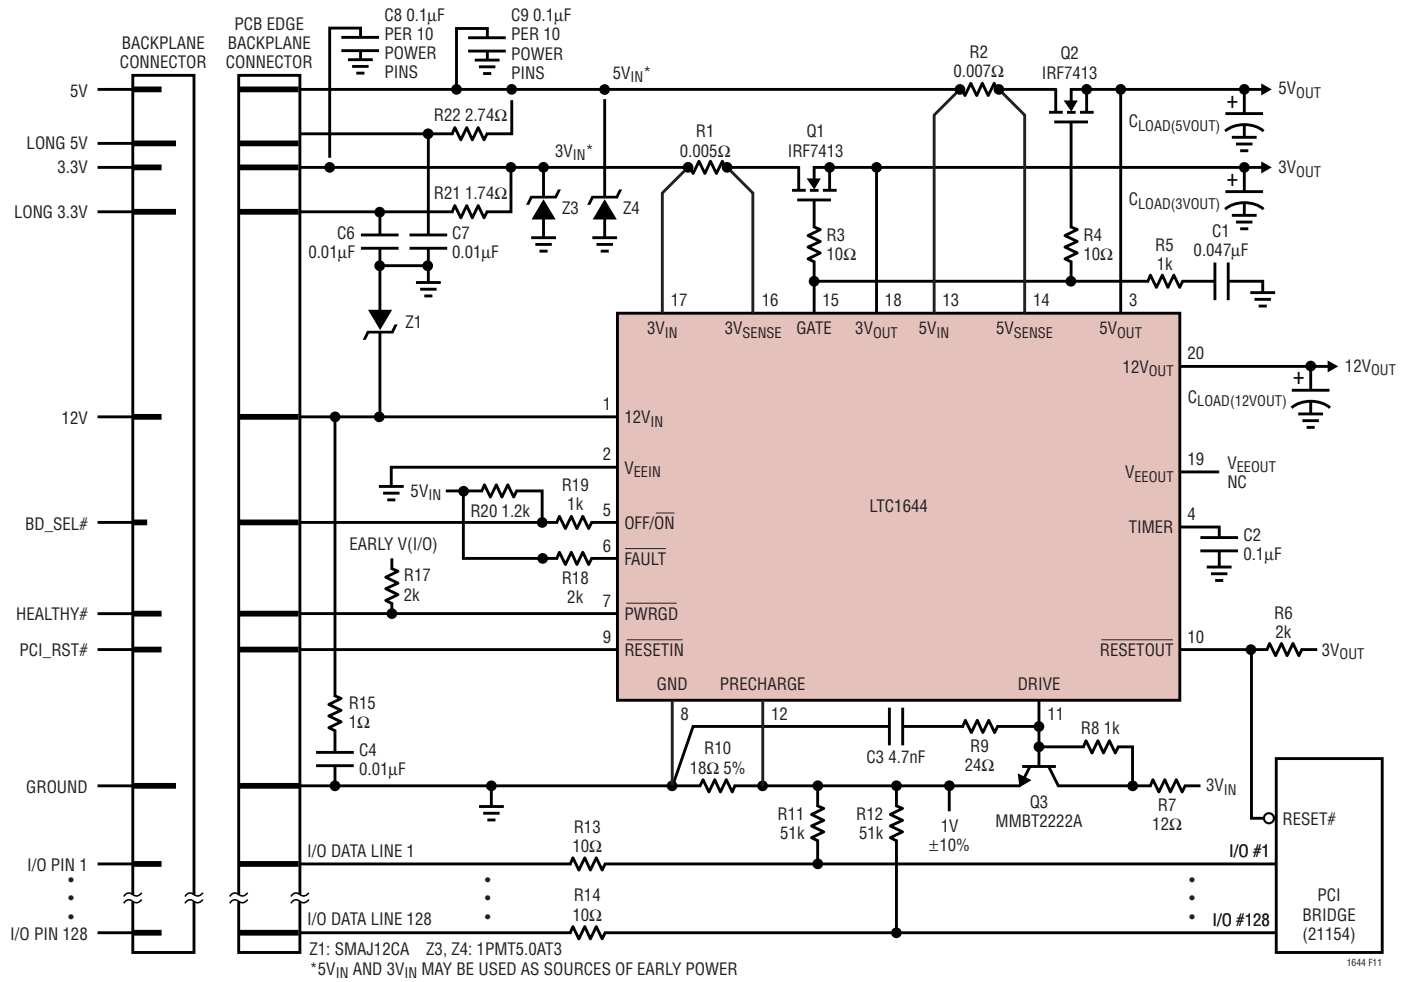 BACKPLANE
CONNECTOR
PCB EDGE
BACKPLANE
CONNECTOR
C8 0.1µF
PER 10
POWER
PINS
C9 0.1µF
PER 10
POWER
PINS
5V
LONG 5V
3.3V
LONG 3.3V
12V
BD_SEL#
HEALTHY#
PCI_RST#
GROUND
I/O PIN 1
I/O PIN 128
5VIN*
R22 2.74Ω
3VIN*
R21 1.74Ω
C6
0.01µF
C7
0.01µF
Z3
Z4
Z1
R1
0.005Ω
Q1
IRF7413
R2
0.007Ω
Q2
IRF7413
5VOUT
CLOAD(5VOUT)
3VOUT
CLOAD(3VOUT)
R3
10Ω
R4
10Ω
R5
1k
C1
0.047µF
17
16
15
18
13
14
3
3VIN
3VSENSE
GATE
3VOUT
5VIN
5VSENSE
5VOUT
20
12VOUT
12VOUT
CLOAD(12VOUT)
1
12VIN
2
VEEIN
19
VEEOUT
VEEOUT
NC
5VIN
R20 1.2k
R19
1k
5
OFF/ON
LTC1644
4
TIMER
C2
0.1µF
EARLY V(I/O)
R17
2k
6
FAULT
R18
2k
7
PWRGD
9
RESETIN
10
RESETOUT
R6
2k
3VOUT
GND
PRECHARGE
DRIVE
8
12
11
R15
1Ω
C4
0.01µF
R10
18Ω 5%
C3 4.7nF
R9
24Ω
R8 1k
Q3
MMBT2222A
R7
12Ω
3VIN
R11
51k
R12
51k
1V
±10%
RESET#
I/O DATA LINE 1
R13
10Ω
I/O #1
I/O DATA LINE 128
R14
10Ω
I/O #128
PCI
BRIDGE
(21154)
Z1: SMAJ12CA Z3, Z4: 1PMT5.0AT3
*5VIN AND 3VIN MAY BE USED AS SOURCES OF EARLY POWER
1644 F11